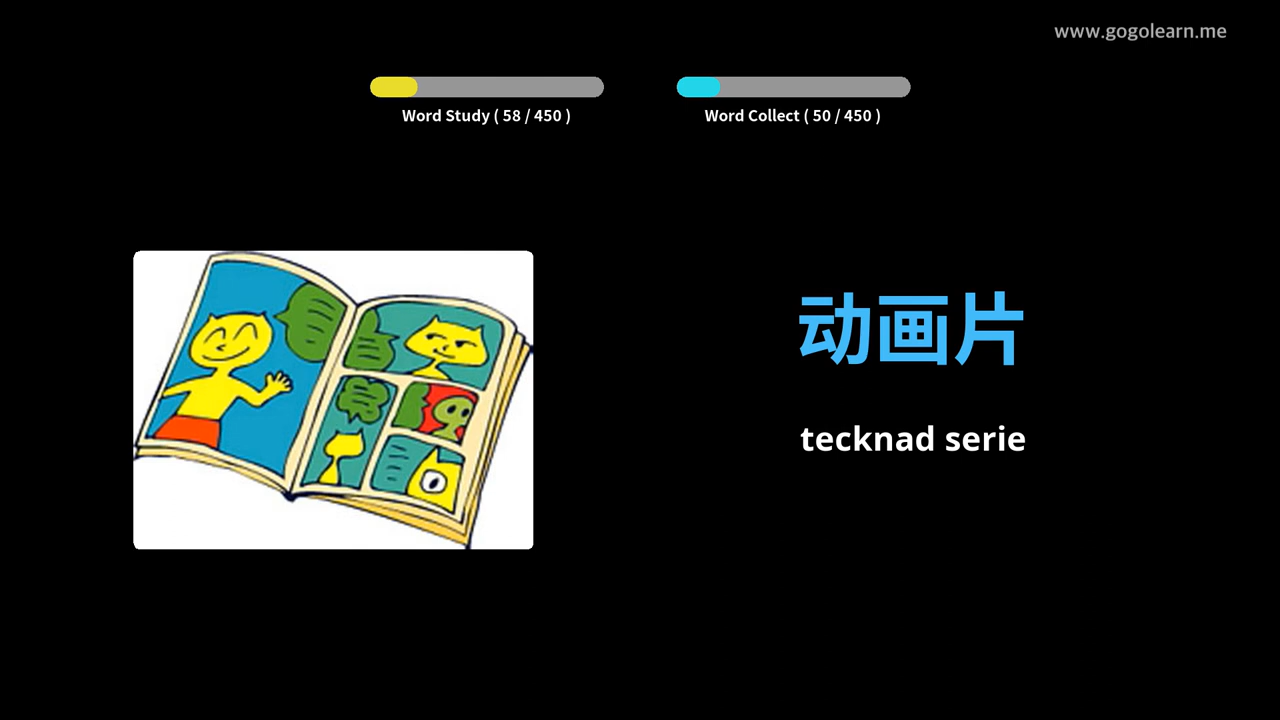 www.gogolearn.me
Word Study ( 58 / 450 )
Word Collect ( 50 / 450 )
动画片
tecknad serie